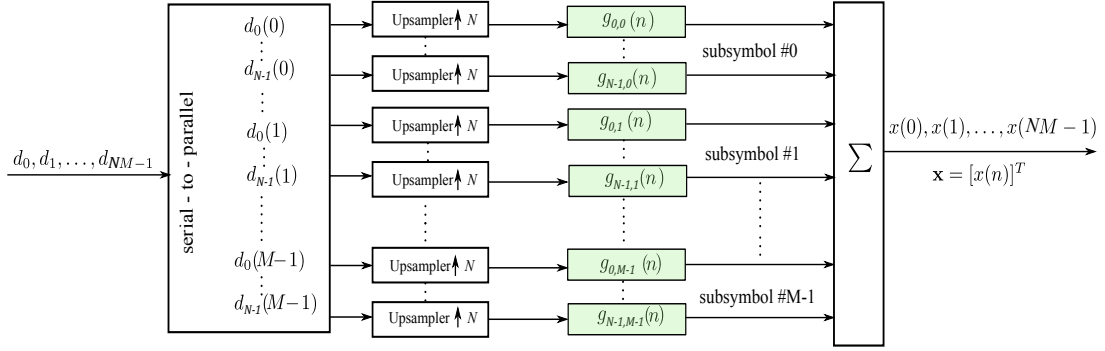 d_0, d_1, ..., d_{NM−1}
serial - to - parallel
d_0(0)
d_{N-1}(0)
d_0(1)
d_{N-1}(1)
d_0(M−1)
d_{N-1}(M−1)
Upsampler ↑ N
Upsampler ↑ N
Upsampler ↑ N
Upsampler ↑ N
Upsampler ↑ N
Upsampler ↑ N
g_{0,0} (n)
g_{N-1,0}(n)
g_{0,1} (n)
g_{N-1,1}(n)
g_{0,M-1} (n)
g_{N-1,M-1}(n)
subsymbol #0
subsymbol #1
subsymbol #M-1
∑
x(0), x(1), ..., x(NM − 1)
x = [x(n)]^T